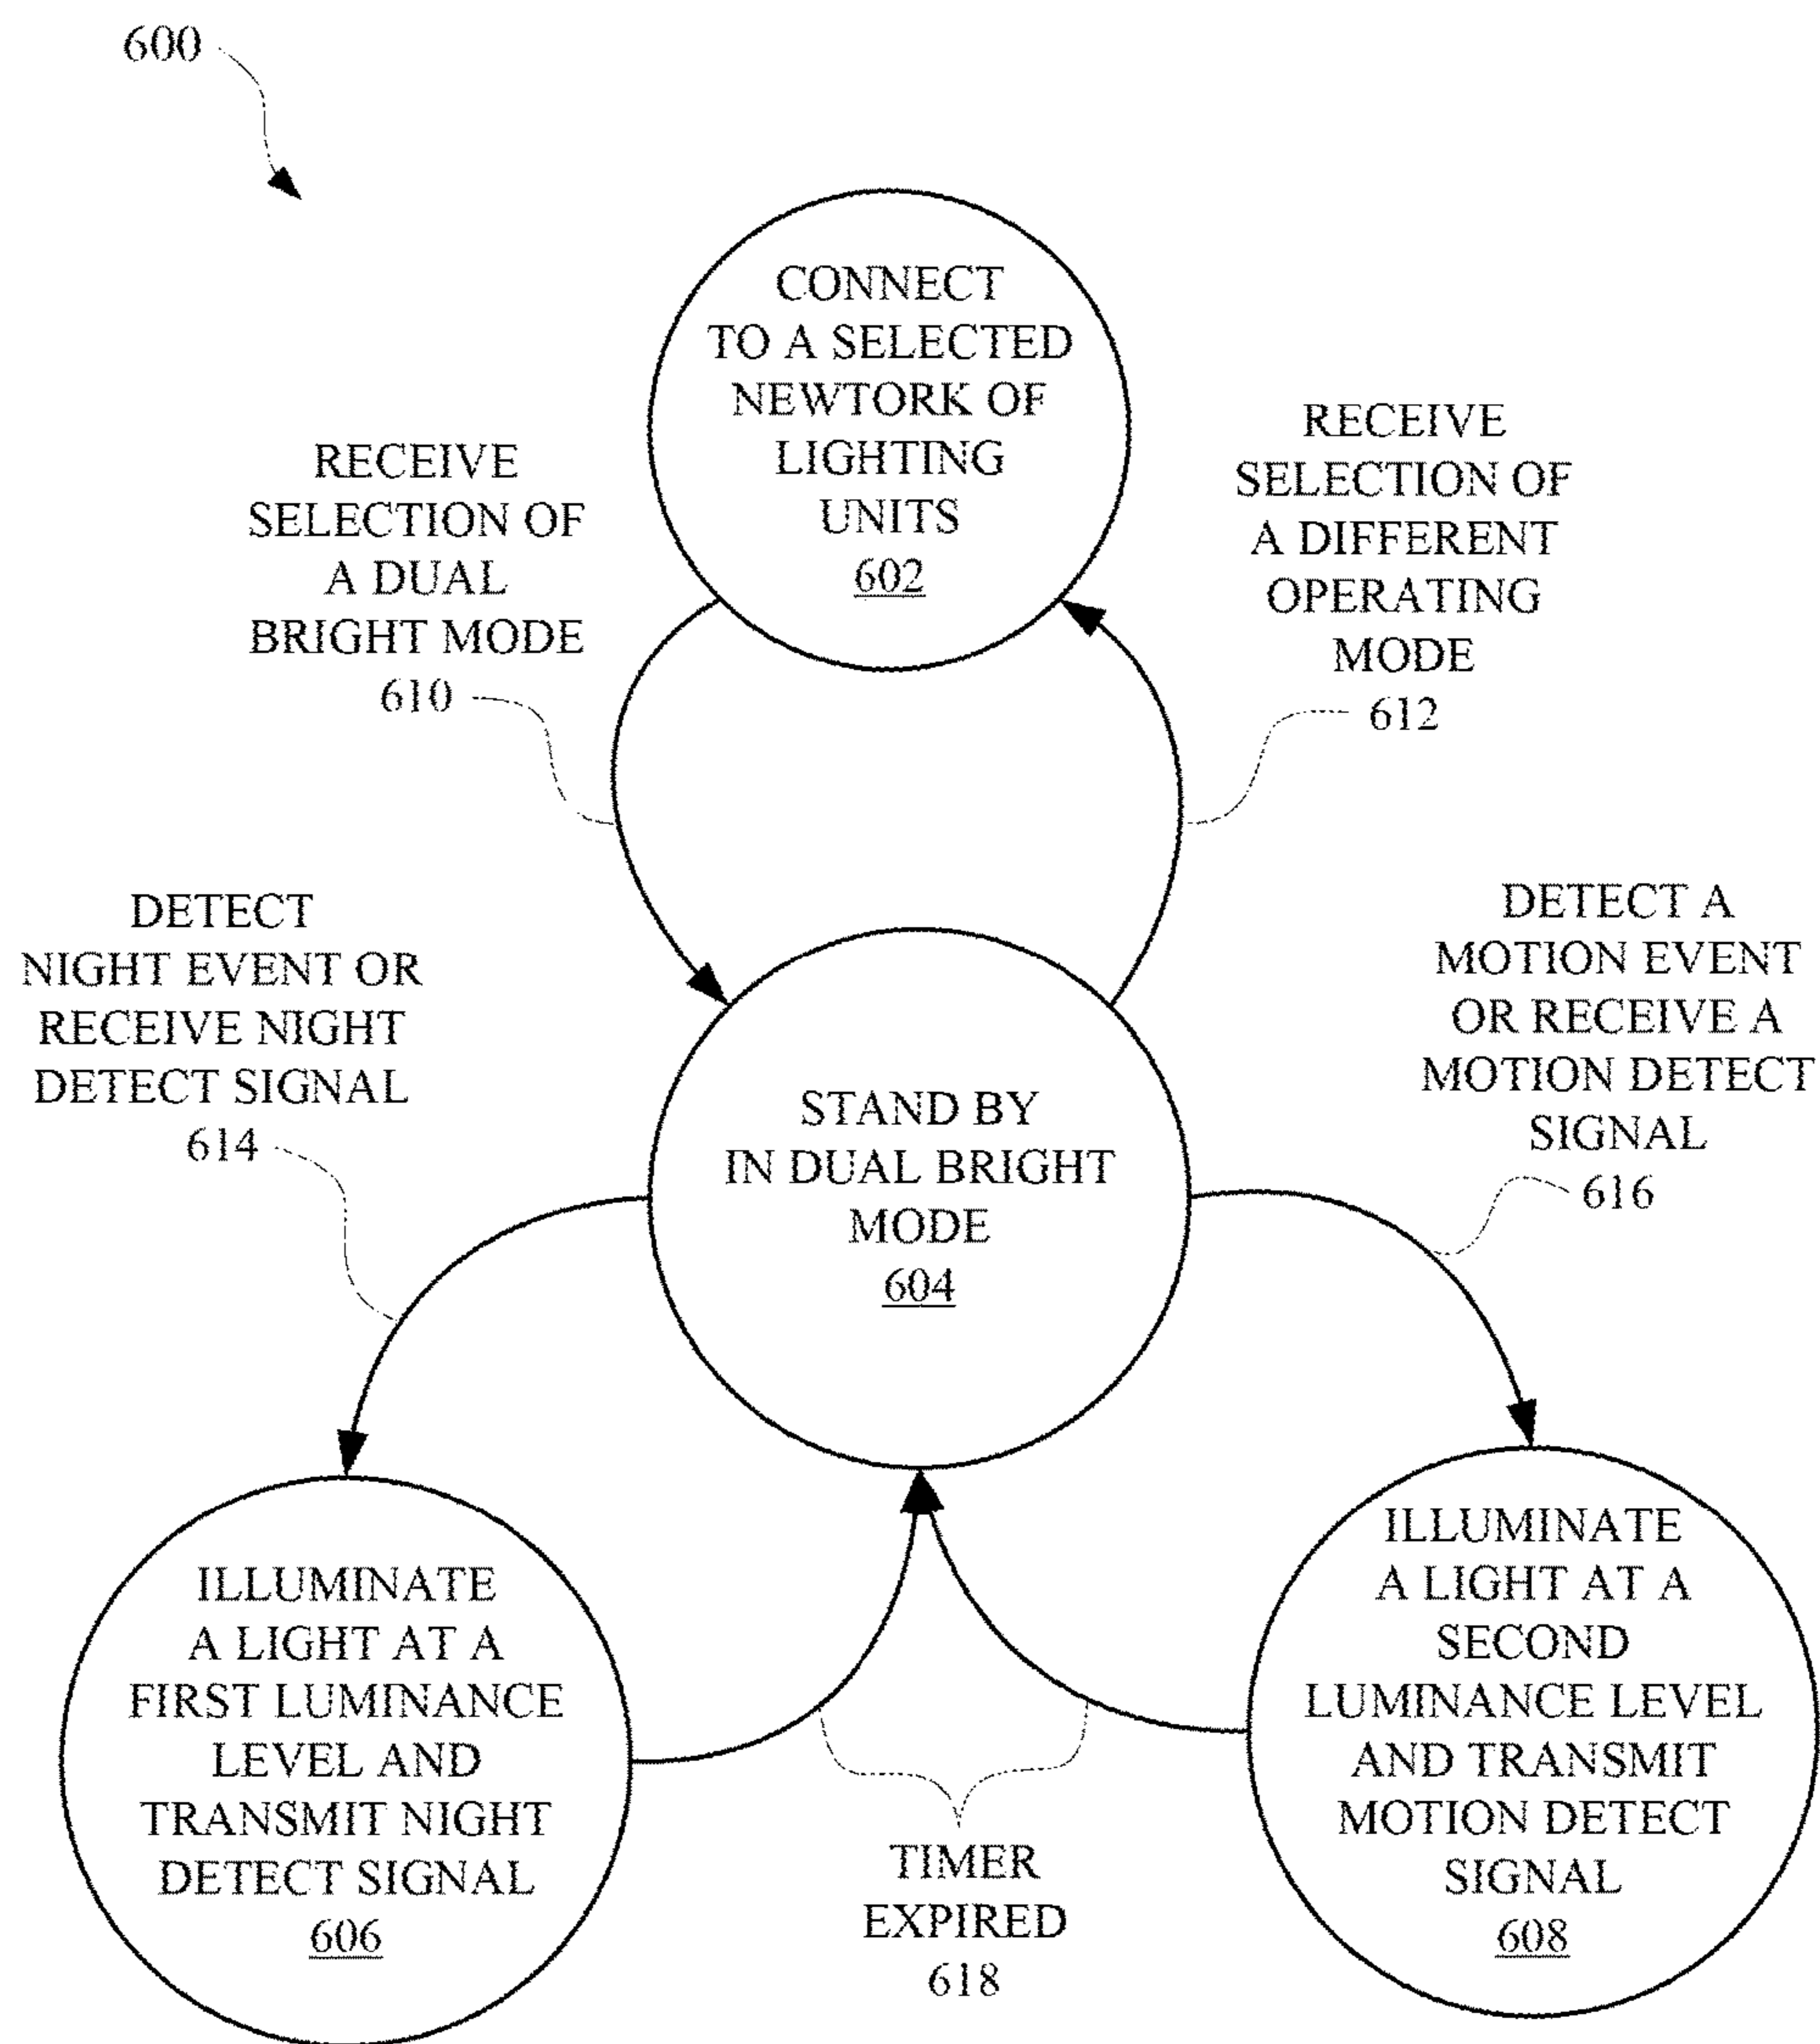 600
CONNECT
TO A SELECTED
NEWTORK OF
LIGHTING
UNITS
602
RECEIVE
SELECTION OF
A DUAL
BRIGHT MODE
610
RECEIVE
SELECTION OF
A DIFFERENT
OPERATING
MODE
612
DETECT
NIGHT EVENT OR
RECEIVE NIGHT
DETECT SIGNAL
614
STAND BY
IN DUAL BRIGHT
MODE
604
DETECT A
MOTION EVENT
OR RECEIVE A
MOTION DETECT
SIGNAL
616
ILLUMINATE
A LIGHT AT A
FIRST LUMINANCE
LEVEL AND
TRANSMIT NIGHT
DETECT SIGNAL
606
TIMER
EXPIRED
618
ILLUMINATE
A LIGHT AT A
SECOND
LUMINANCE LEVEL
AND TRANSMIT
MOTION DETECT
SIGNAL
608